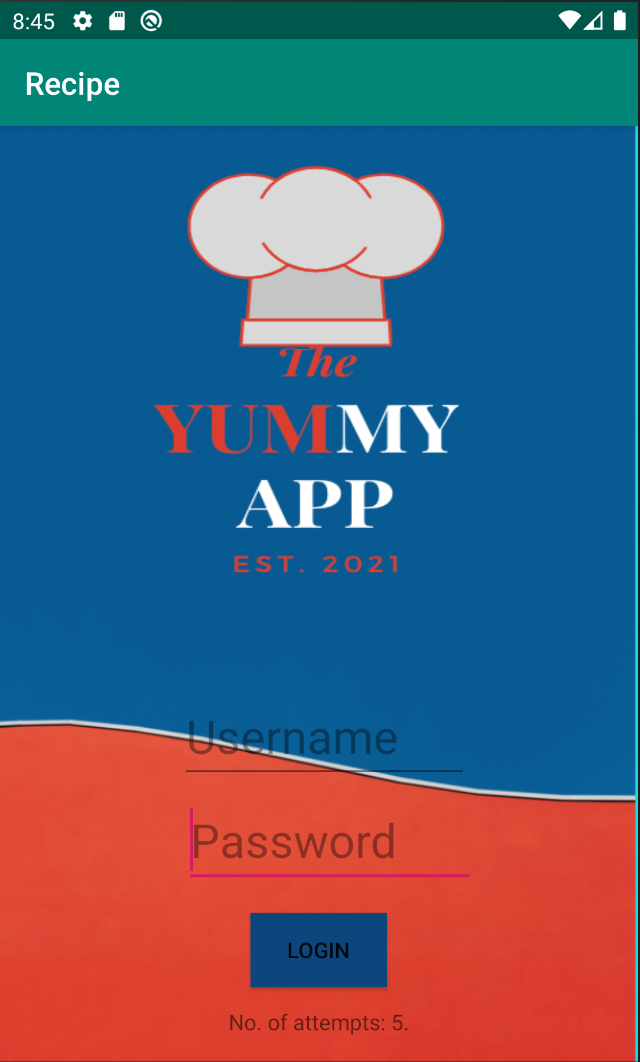 8:45
Recipe
The
YUMMY
APP
EST. 2021
Username
Password
LOGIN
No. of attempts: 5.